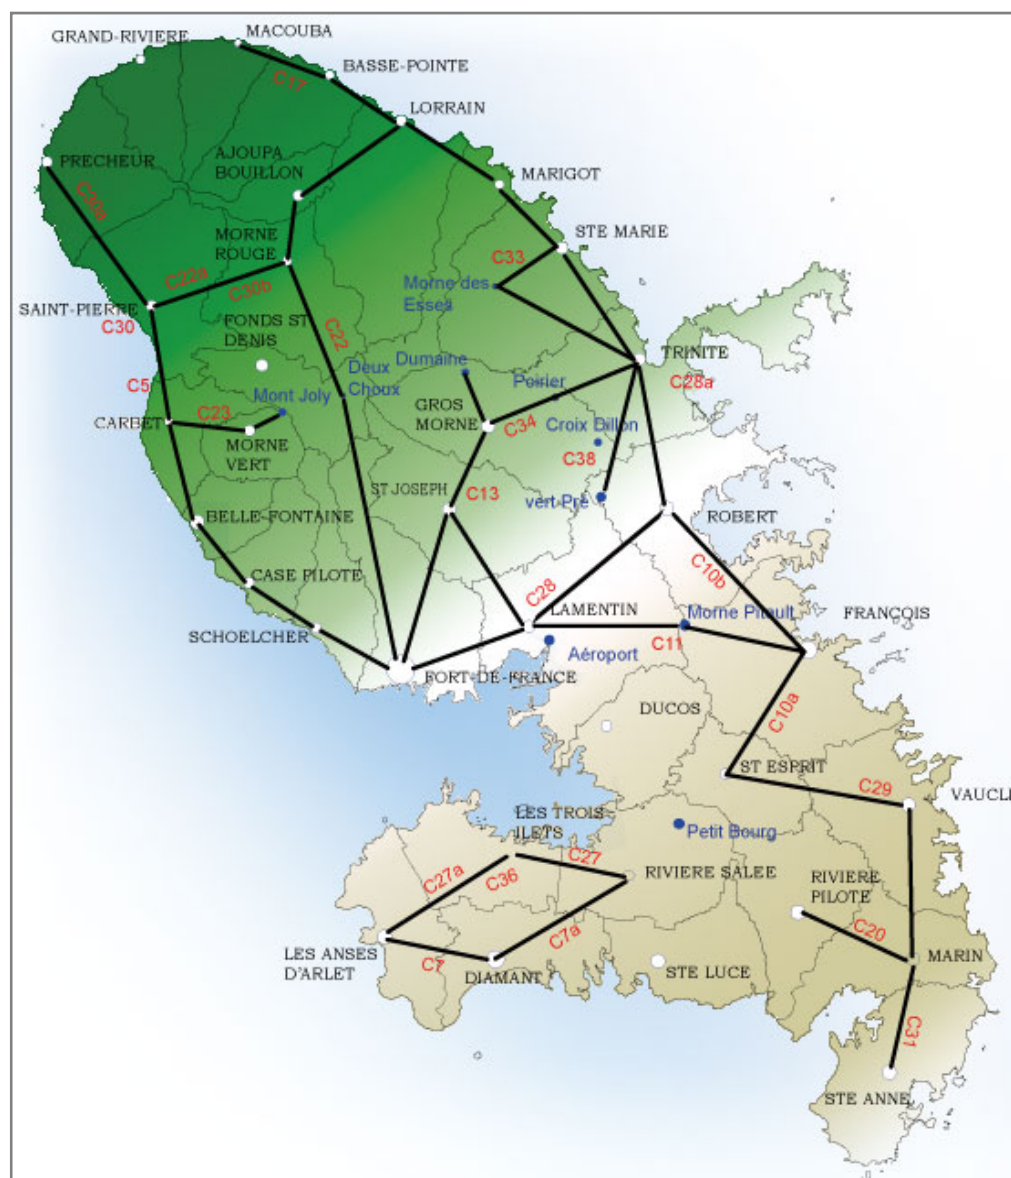 MACOUBA
GRAND-RIVIERE
BASSE-POINTE
C17
LORRAIN
PRECHEUR
AJOUPA
BOUILLON
MARIGOT
C30a
STE MARIE
MORNE
ROUGE
C33
C22a
Morne des
Esses
C30b
SAINT-PIERRE
C30
FONDS ST
DENIS
C22
TRINITE
Dumaine
Deux
Choux
C5
Poirier
C28a
Mont Joly
CARBET
C23
GROS
MORNE
C34
Croix Dillon
MORNE
VERT
C38
ST JOSEPH
C13
vert-Pré
BELLE-FONTAINE
ROBERT
CASE PILOTE
C10b
C28
LAMENTIN
Morne Pitault
FRANÇOIS
SCHOELCHER
C11
Aéroport
FORT-DE-FRANCE
DUCOS
C10a
ST ESPRIT
C29
VAUCLI
LES TROIS
ILETS
Petit Bourg
C27
C27a
C36
RIVIERE SALEE
RIVIERE
PILOTE
C7a
C20
LES ANSES
D'ARLET
C7
DIAMANT
STE LUCE
MARIN
C31
STE ANNE